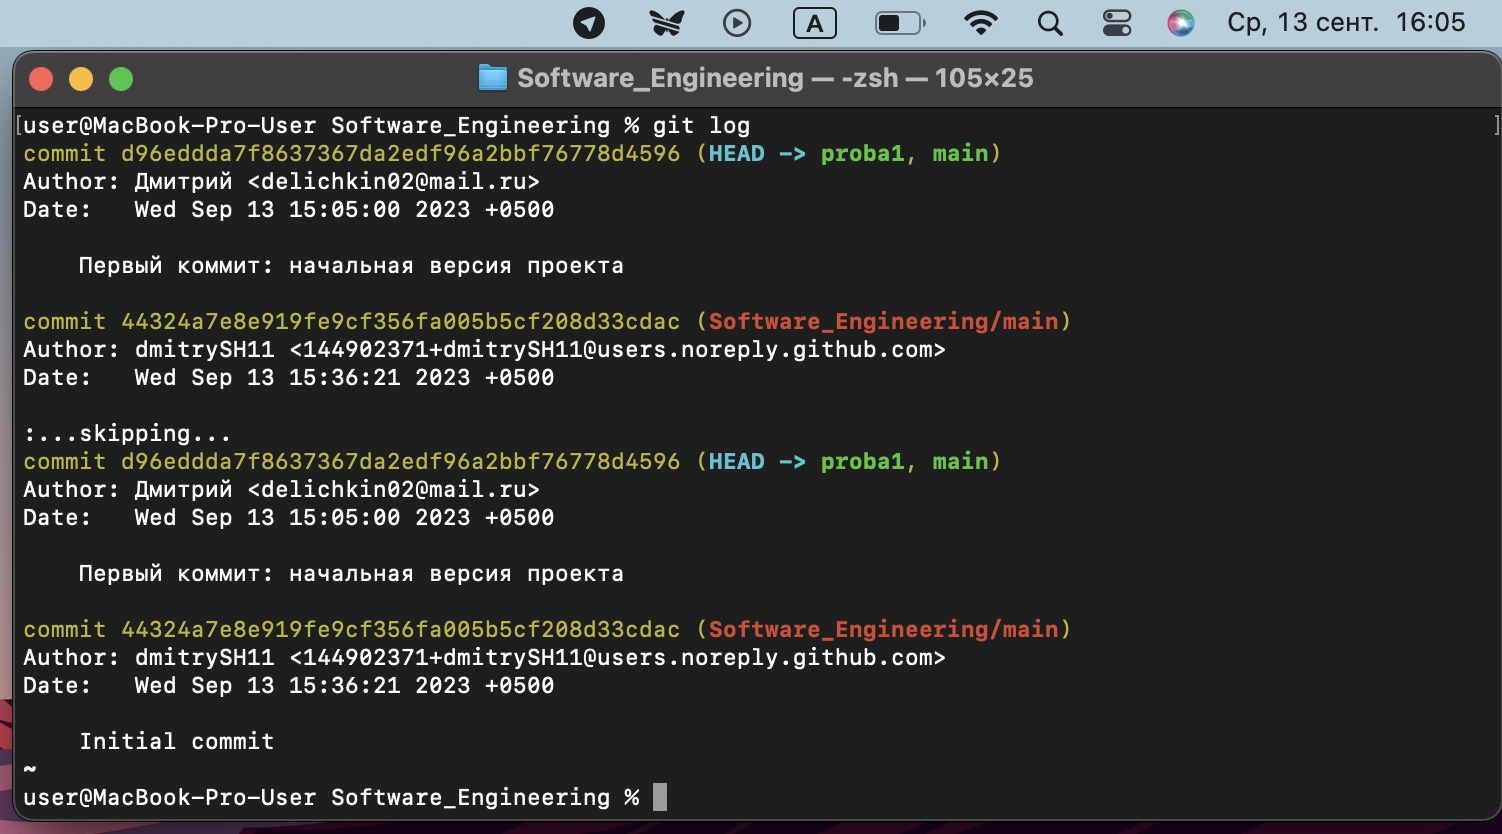 A
Ср, 13 сент. 16:05
Software_Engineering — -zsh — 105×25
[user@MacBook-Pro-User Software_Engineering % git log ]
commit d96eddda7f8637367da2edf96a2bbf76778d4596 (HEAD -> proba1, main)
Author: Дмитрий <delichkin02@mail.ru>
Date:   Wed Sep 13 15:05:00 2023 +0500
Первый коммит: начальная версия проекта
commit 44324a7e8e919fe9cf356fa005b5cf208d33cdac (Software_Engineering/main)
Author: dmitrySH11 <144902371+dmitrySH11@users.noreply.github.com>
Date:   Wed Sep 13 15:36:21 2023 +0500
:...skipping...
commit d96eddda7f8637367da2edf96a2bbf76778d4596 (HEAD -> proba1, main)
Author: Дмитрий <delichkin02@mail.ru>
Date:   Wed Sep 13 15:05:00 2023 +0500
Первый коммит: начальная версия проекта
commit 44324a7e8e919fe9cf356fa005b5cf208d33cdac (Software_Engineering/main)
Author: dmitrySH11 <144902371+dmitrySH11@users.noreply.github.com>
Date:   Wed Sep 13 15:36:21 2023 +0500
Initial commit
~
user@MacBook-Pro-User Software_Engineering %